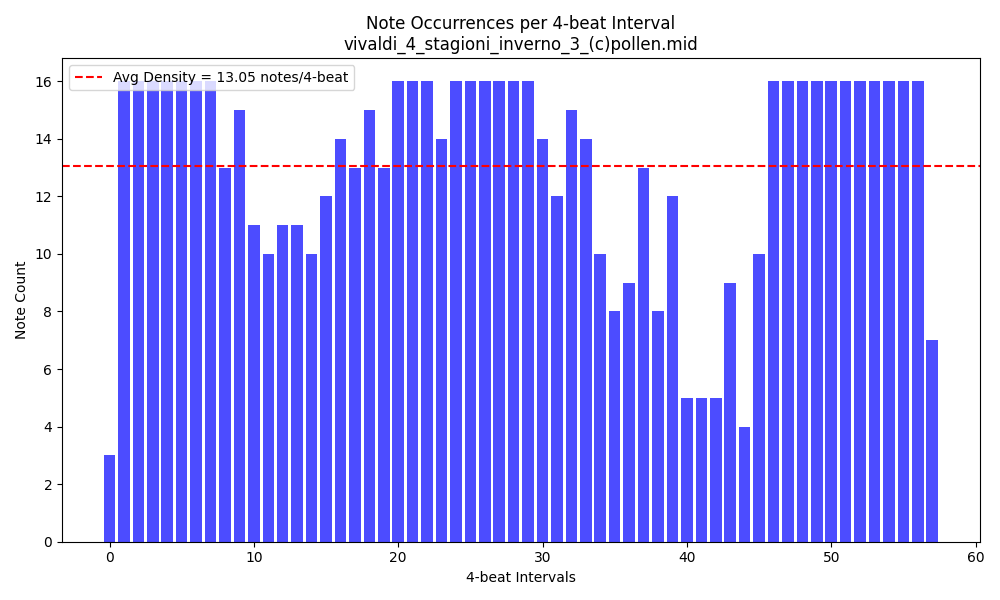 Note Occurrences per 4-beat Interval
vivaldi_4_stagioni_inverno_3_(c)pollen.mid
Avg Density = 13.05 notes/4-beat
16
14
12
10
8
6
4
2
0
Note Count
0 10 20 30 40 50 60
4-beat Intervals